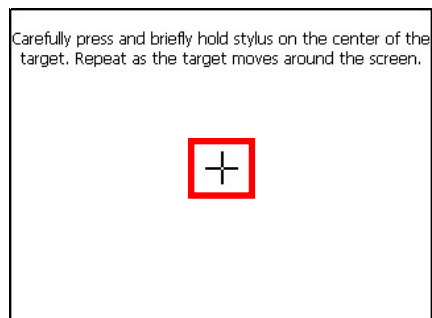 Carefully press and briefly hold stylus on the center of the
target. Repeat as the target moves around the screen.